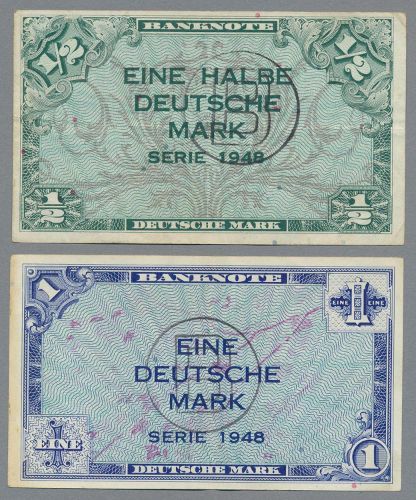 BANKNOTE
1/2 1/2
EINE HALBE
DEUTSCHE
MARK
B
SERIE 1948
1/2 1/2
DEUTSCHE MARK
BANKNOTE
1 EINE 1 EINE
EINE
DEUTSCHE
MARK
SERIE 1948
EINE 1
DEUTSCHE MARK